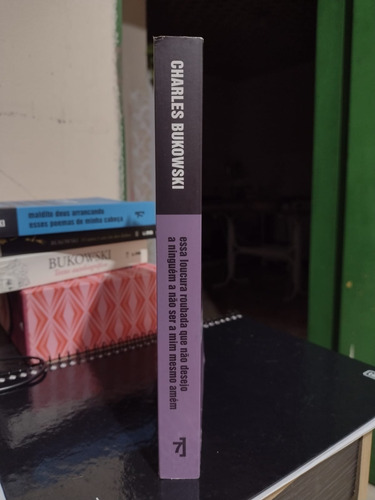 CHARLES BUKOWSKI
essa loucura roubada que não desejo
a ninguém a não ser a mim mesmo amém
7
maldito deus arrancando
esses poemas de minha cabeça
BUKOWSKI